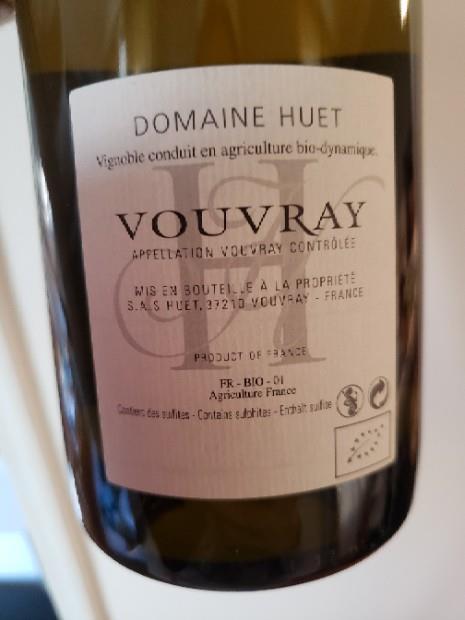 DOMAINE HUET
Vignoble conduit en agriculture bio-dynamique.
VOUVRAY
APPELLATION VOUVRAY CONTRÔLÉE
MIS EN BOUTEILLE À LA PROPRIÉTÉ
S.A.S HUET, 37210 VOUVRAY - FRANCE
PRODUCT OF FRANCE
FR - BIO - 01
Agriculture France
Contient des sulfites - Contains sulphites - Enthält sulfite